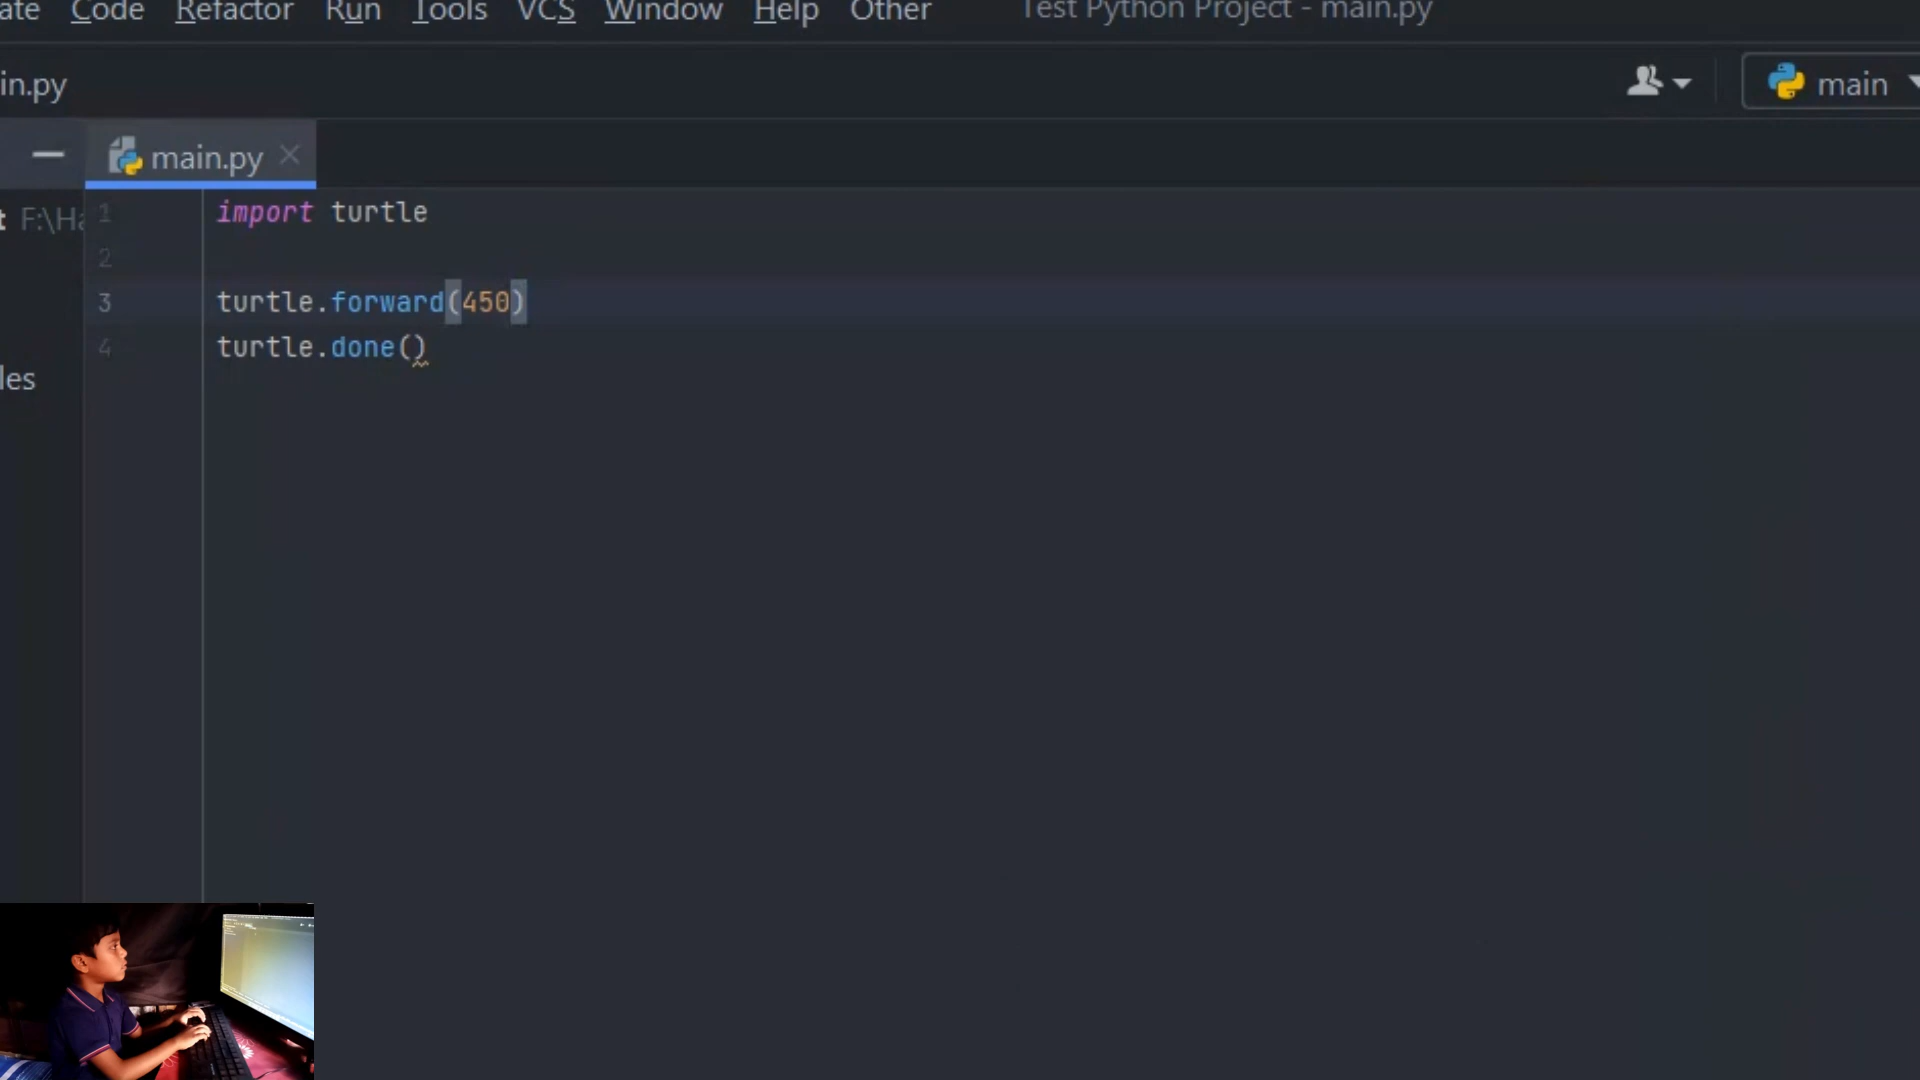 ate Code Refactor Run Tools VCS Window Help Other Test Python Project - main.py
in.py
main
main.py
t F:\Ha
1 import turtle
2
3 turtle.forward(450)
4 turtle.done()
les